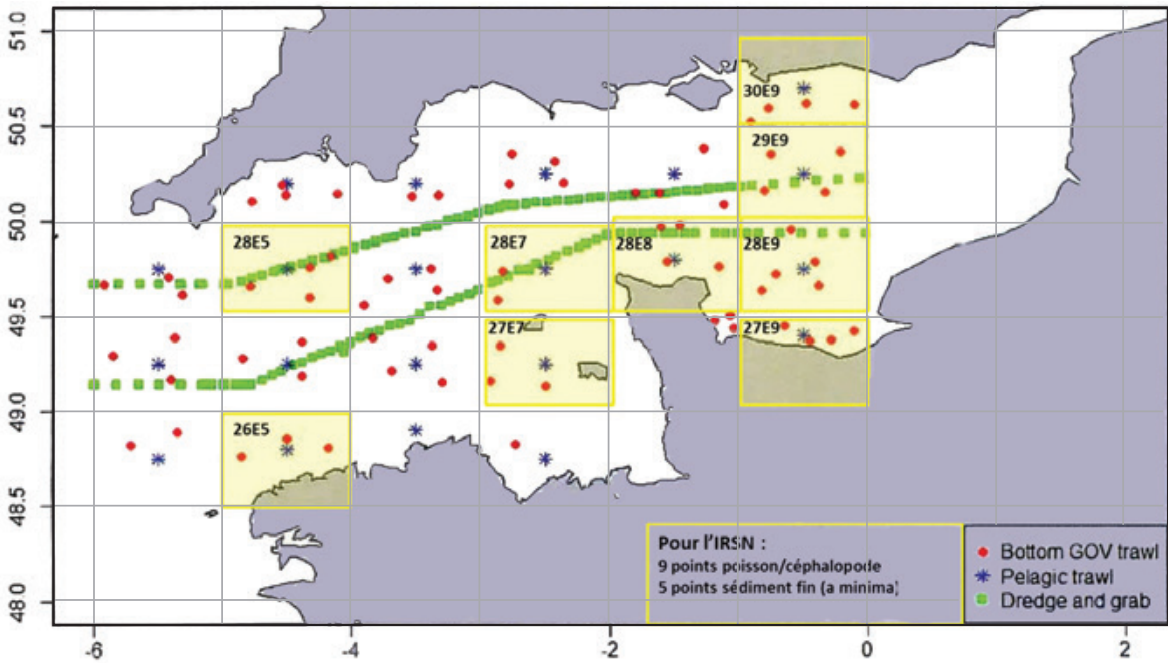 51.0
50.5
50.0
49.5
49.0
48.5
48.0
30E9
29E9
28E5
28E7
28E8
28E9
27E7
27E9
26E5
Pour l'IRSN :
9 points poisson/céphalopode
5 points sédiment fin (a minima)
Bottom GOV trawl
Pelagic trawl
Dredge and grab
-6
-4
-2
0
2